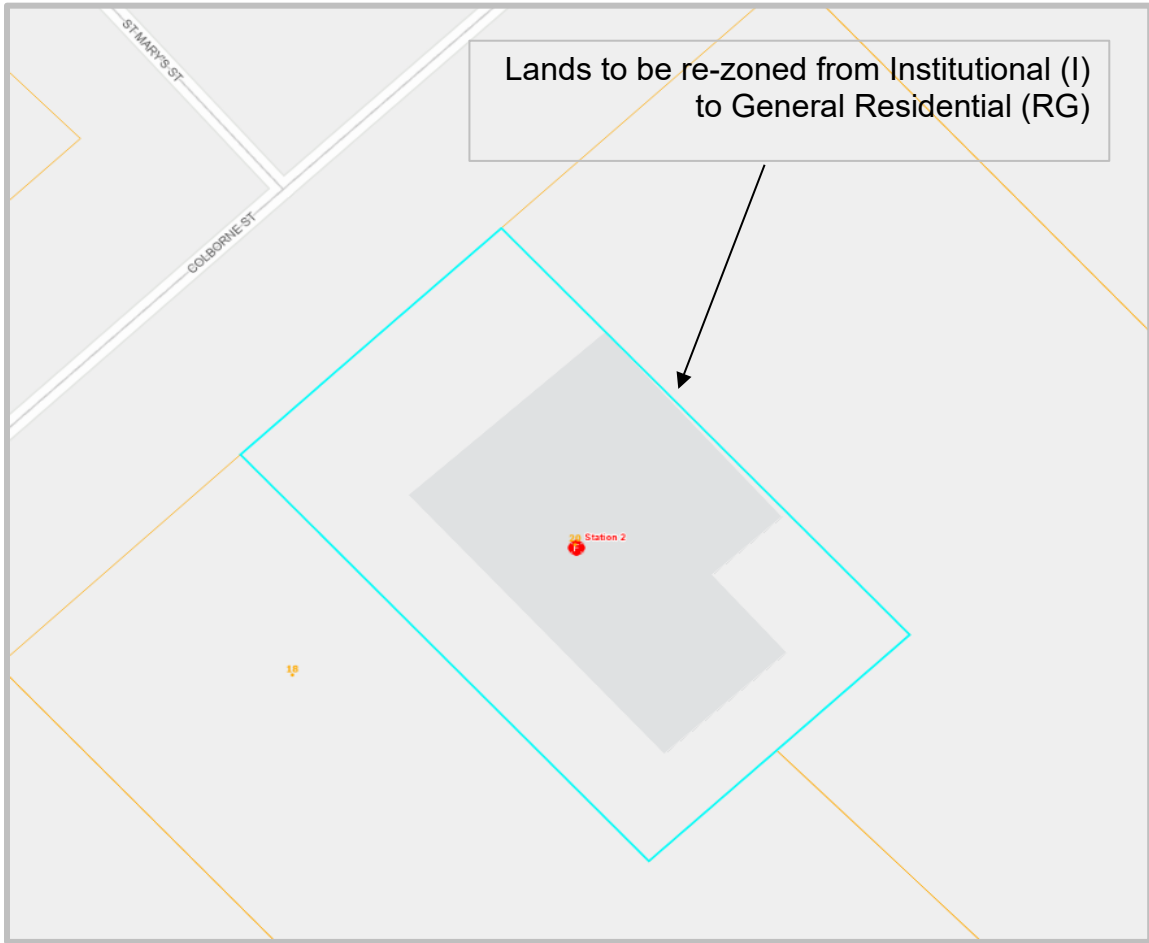 ST MARY'S ST
Lands to be re-zoned from Institutional (I)
to General Residential (RG)
COLBORNE ST
Station 2
F
18